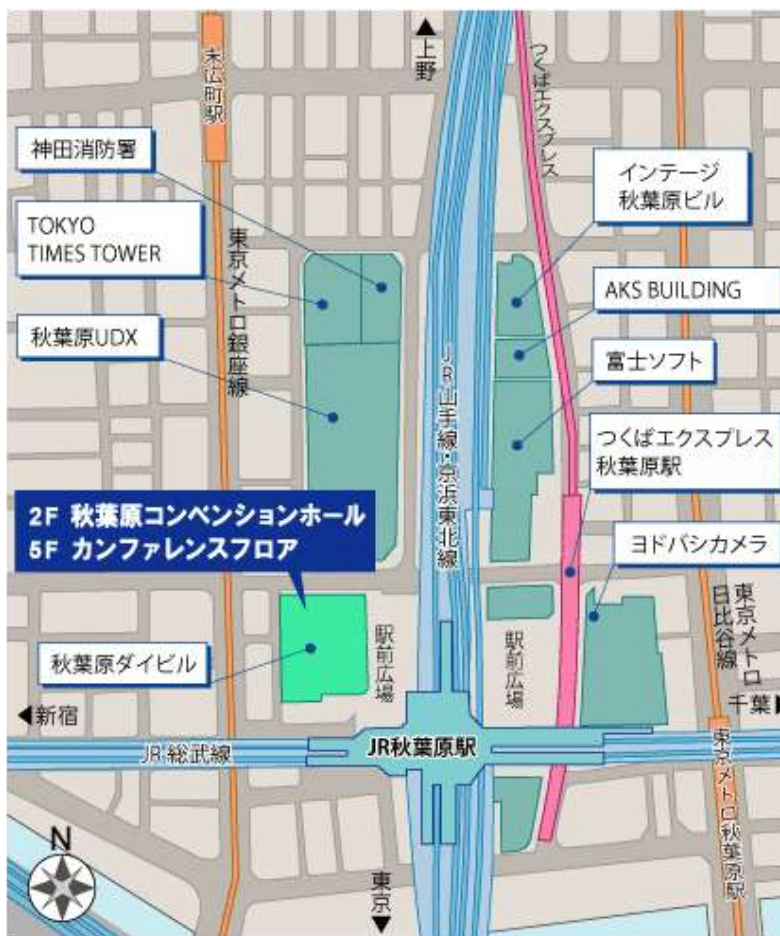 ▲上野
末広町駅
つくばエクスプレス
神田消防署
インテージ
秋葉原ビル
TOKYO
TIMES TOWER
東京メトロ銀座線
AKS BUILDING
秋葉原UDX
JR山手線・京浜東北線
富士ソフト
つくばエクスプレス
秋葉原駅
2F 秋葉原コンベンションホール
5F カンファレンスフロア
ヨドバシカメラ
東京メトロ
日比谷線
秋葉原ダイビル
駅前広場
駅前広場
◀新宿
千葉▶
JR総武線
JR秋葉原駅
東京メトロ秋葉原駅
N
東京▼